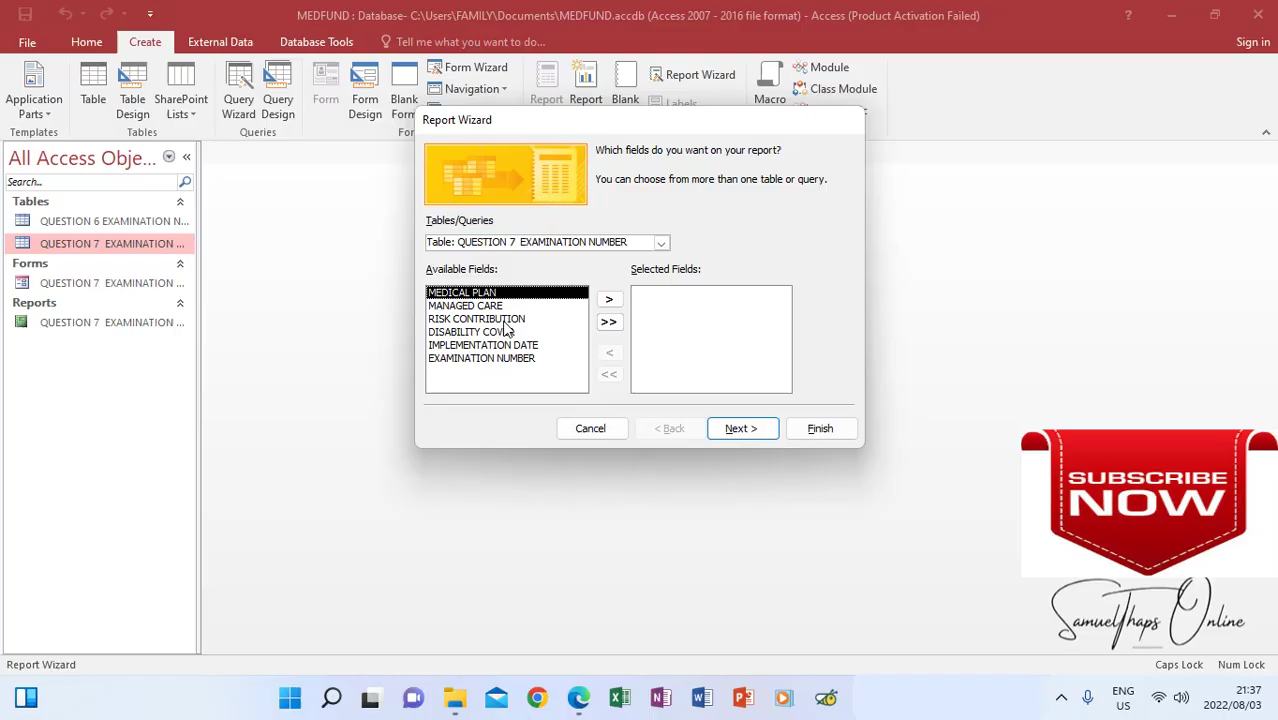 MEDFUND : Database- C:\Users\FAMILY\Documents\MEDFUND.accdb (Access 2007 - 2016 file format) - Access (Product Activation Failed)
File Home Create External Data Database Tools Tell me what you want to do... Sign in
Form Wizard Report Wizard Module
Navigation Labels Class Module
Application Parts Table Table Design SharePoint Lists Query Wizard Query Design Form Form Design Blank Form Report Report Blank Macro
Templates Tables Queries
Report Wizard
All Access Obje...
Search...
Tables
QUESTION 6 EXAMINATION N...
QUESTION 7 EXAMINATION ...
Forms
QUESTION 7 EXAMINATION ...
Reports
QUESTION 7 EXAMINATION ...
Which fields do you want on your report?
You can choose from more than one table or query.
Tables/Queries
Table: QUESTION 7 EXAMINATION NUMBER
Available Fields: Selected Fields:
MEDICAL PLAN
MANAGED CARE
RISK CONTRIBUTION
DISABILITY
IMPLEMENTATION DATE
EXAMINATION NUMBER
>
>>
<
<<
Cancel < Back Next > Finish
SUBSCRIBE
NOW
Samuelthaps Online
Report Wizard Caps Lock Num Lock
ENG 21:37
US 2022/08/03